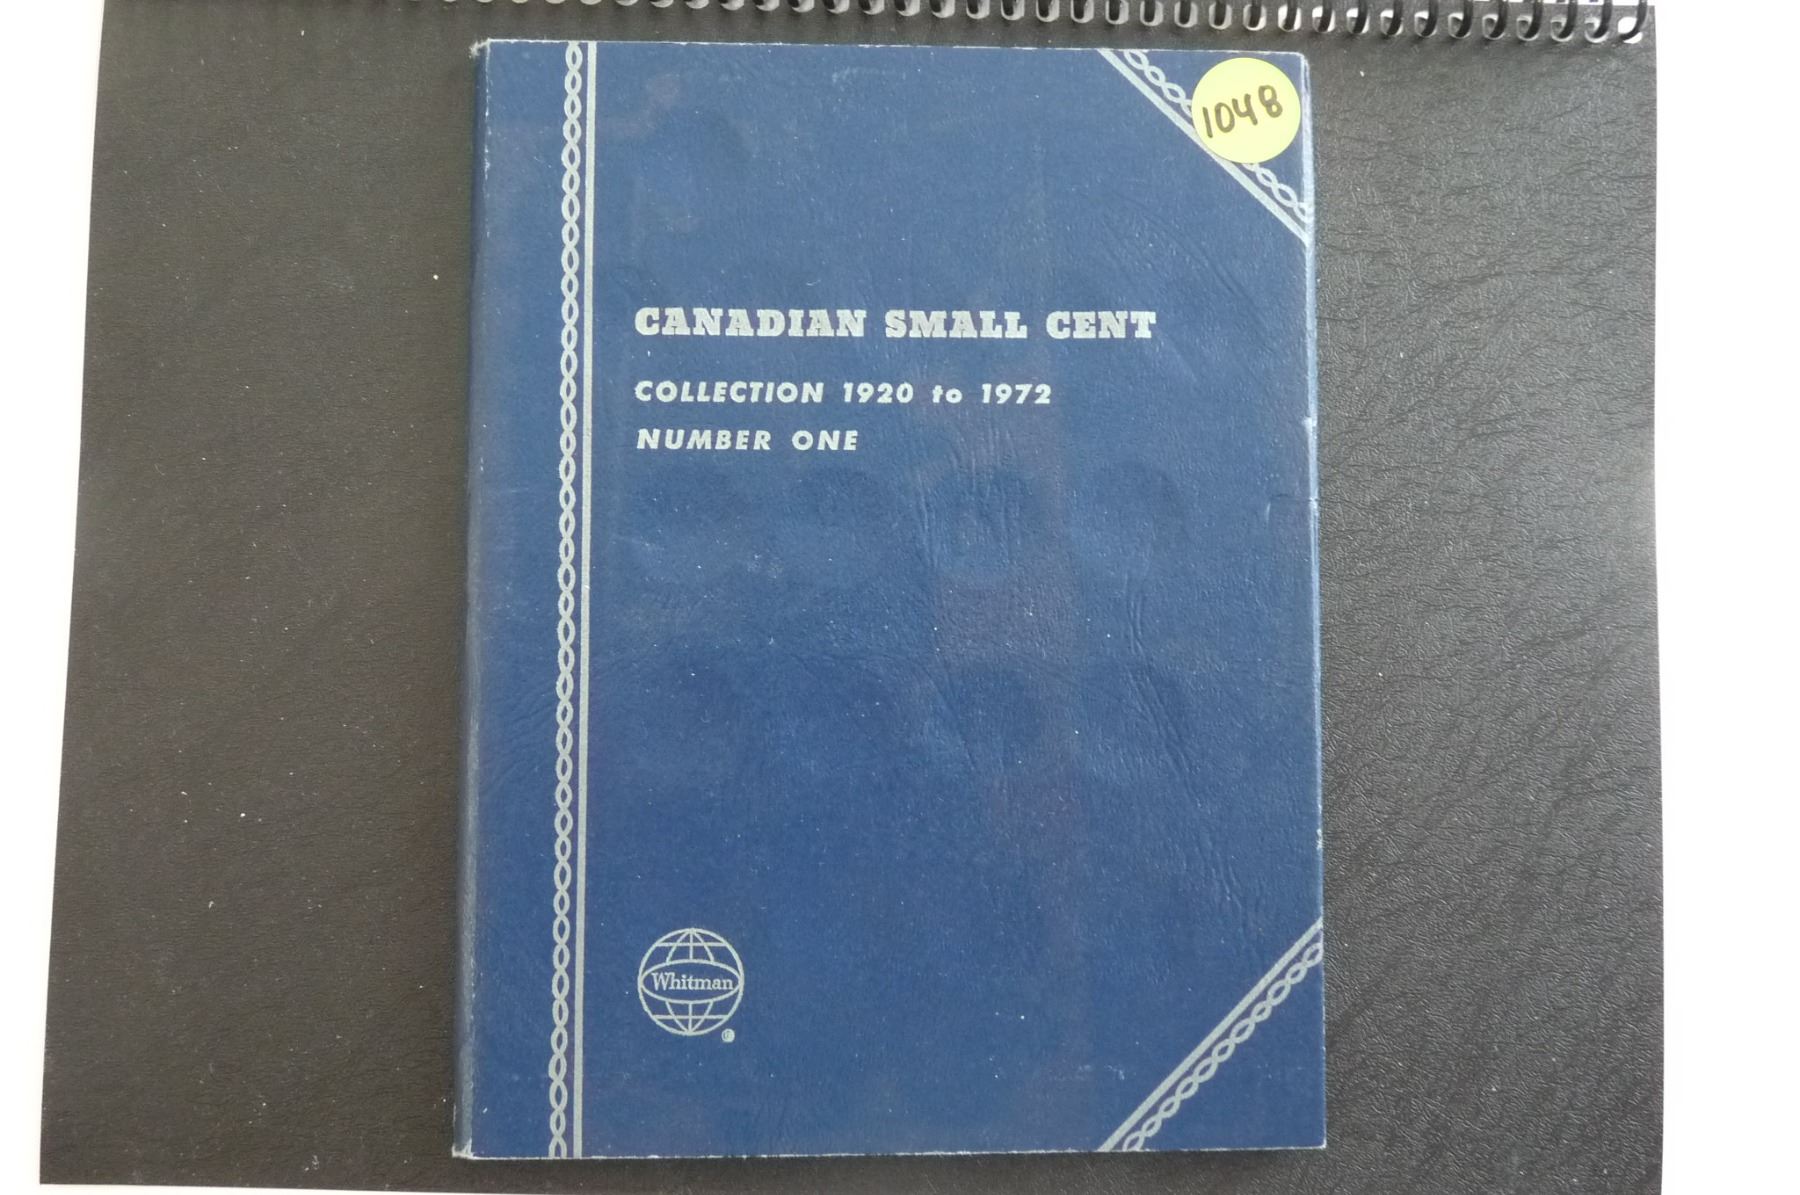 1048
CANADIAN SMALL CENT
COLLECTION 1920 to 1972
NUMBER ONE
Whitman
®